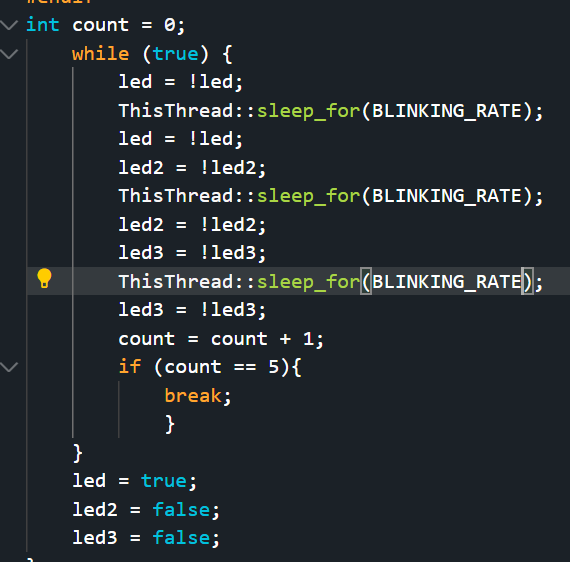 #endif
int count = 0;
while (true) {
led = !led;
ThisThread::sleep_for(BLINKING_RATE);
led = !led;
led2 = !led2;
ThisThread::sleep_for(BLINKING_RATE);
led2 = !led2;
led3 = !led3;
ThisThread::sleep_for(BLINKING_RATE);
led3 = !led3;
count = count + 1;
if (count == 5){
break;
}
}
led = true;
led2 = false;
led3 = false;
}